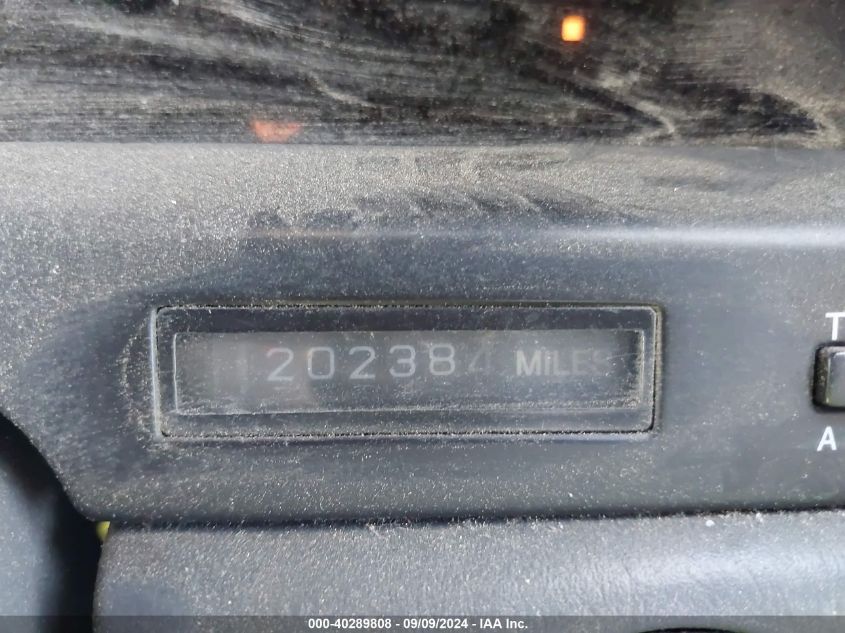 T
202384 MILES
A
000-40289808 - 09/09/2024 - IAA Inc.